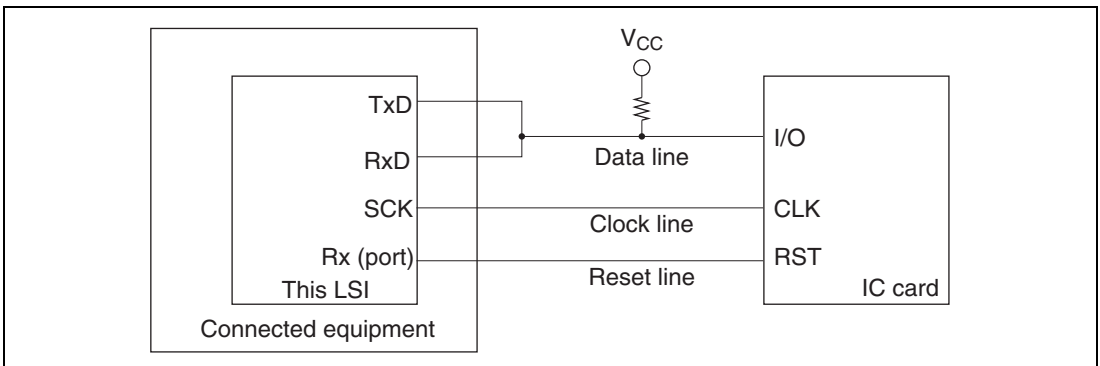 VCC
TxD
I/O
Data line
RxD
SCK
CLK
Clock line
Rx (port)
RST
Reset line
This LSI
IC card
Connected equipment